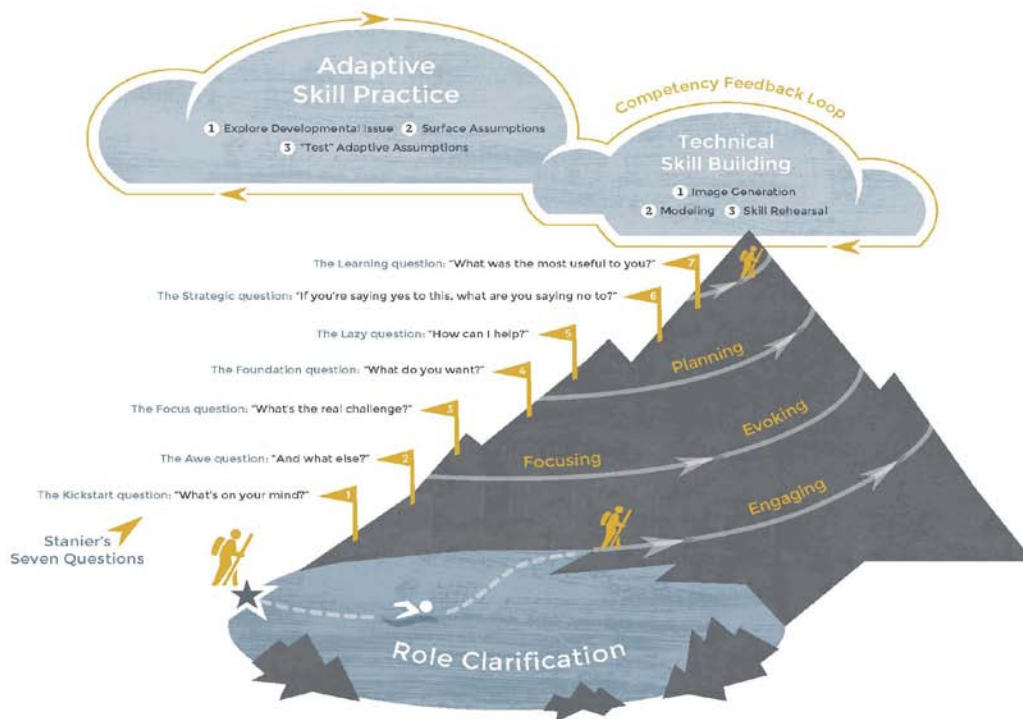 Adaptive
Skill Practice
1 Explore Developmental Issue 2 Surface Assumptions
3 "Test" Adaptive Assumptions
Competency Feedback Loop
Technical
Skill Building
1 Image Generation
2 Modeling 3 Skill Rehearsal
The Learning question: "What was the most useful to you?"
7
The Strategic question: "If you're saying yes to this, what are you saying no to?"
6
The Lazy question: "How can I help?"
5
The Foundation question: "What do you want?"
4
The Focus question: "What's the real challenge?"
3
The Awe question: "And what else?"
2
The Kickstart question: "What's on your mind?"
1
Stanier's
Seven Questions
Planning
Evoking
Focusing
Engaging
Role Clarification